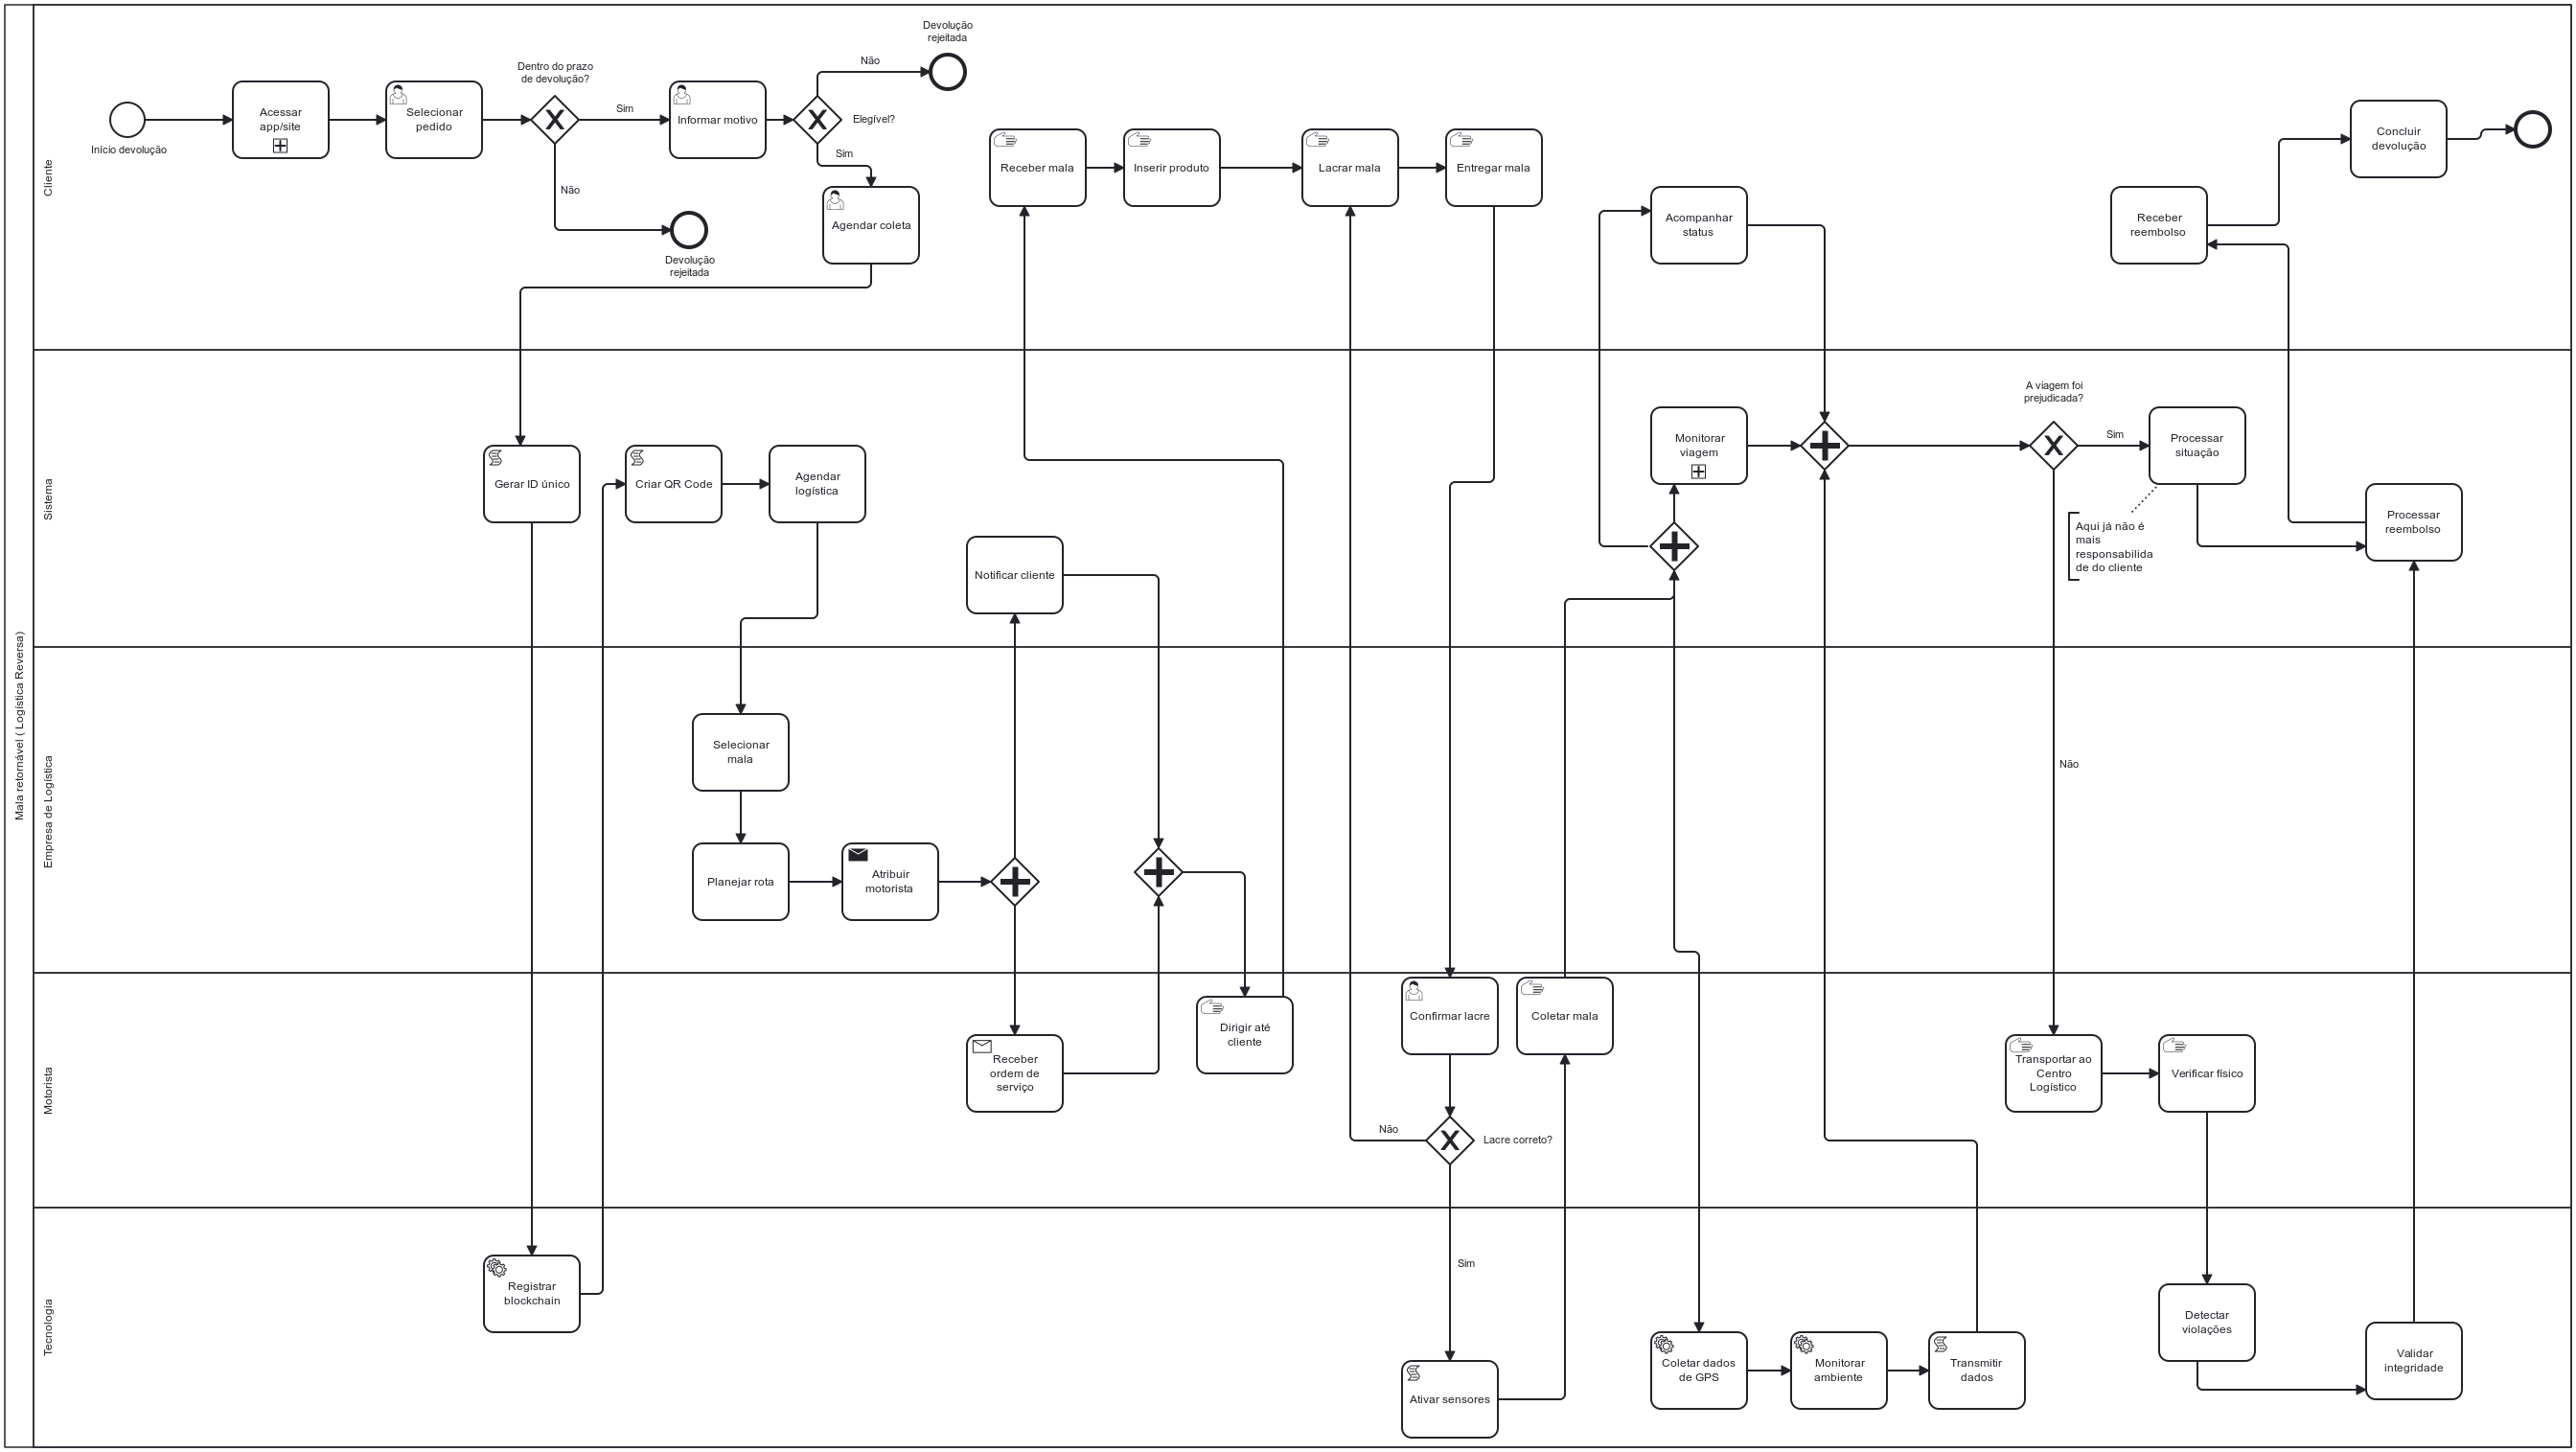 Mala retornável ( Logística Reversa)
Cliente
Início devolução
Acessar
app/site
Selecionar
pedido
Dentro do prazo
de devolução?
Sim
Não
Devolução
rejeitada
Informar motivo
Elegível?
Não
Devolução
rejeitada
Sim
Agendar coleta
Receber mala
Inserir produto
Lacrar mala
Entregar mala
Acompanhar
status
Receber
reembolso
Concluir
devolução
Sistema
Gerar ID único
Criar QR Code
Agendar
logística
Notificar cliente
Monitorar
viagem
A viagem foi
prejudicada?
Sim
Não
Processar
situação
Aqui já não é
mais
responsabilida
de do cliente
Processar
reembolso
Empresa de Logística
Selecionar
mala
Planejar rota
Atribuir
motorista
Motorista
Receber
ordem de
serviço
Dirigir até
cliente
Confirmar lacre
Coletar mala
Lacre correto?
Não
Sim
Transportar ao
Centro
Logístico
Verificar físico
Tecnologia
Registrar
blockchain
Ativar sensores
Coletar dados
de GPS
Monitorar
ambiente
Transmitir
dados
Detectar
violações
Validar
integridade